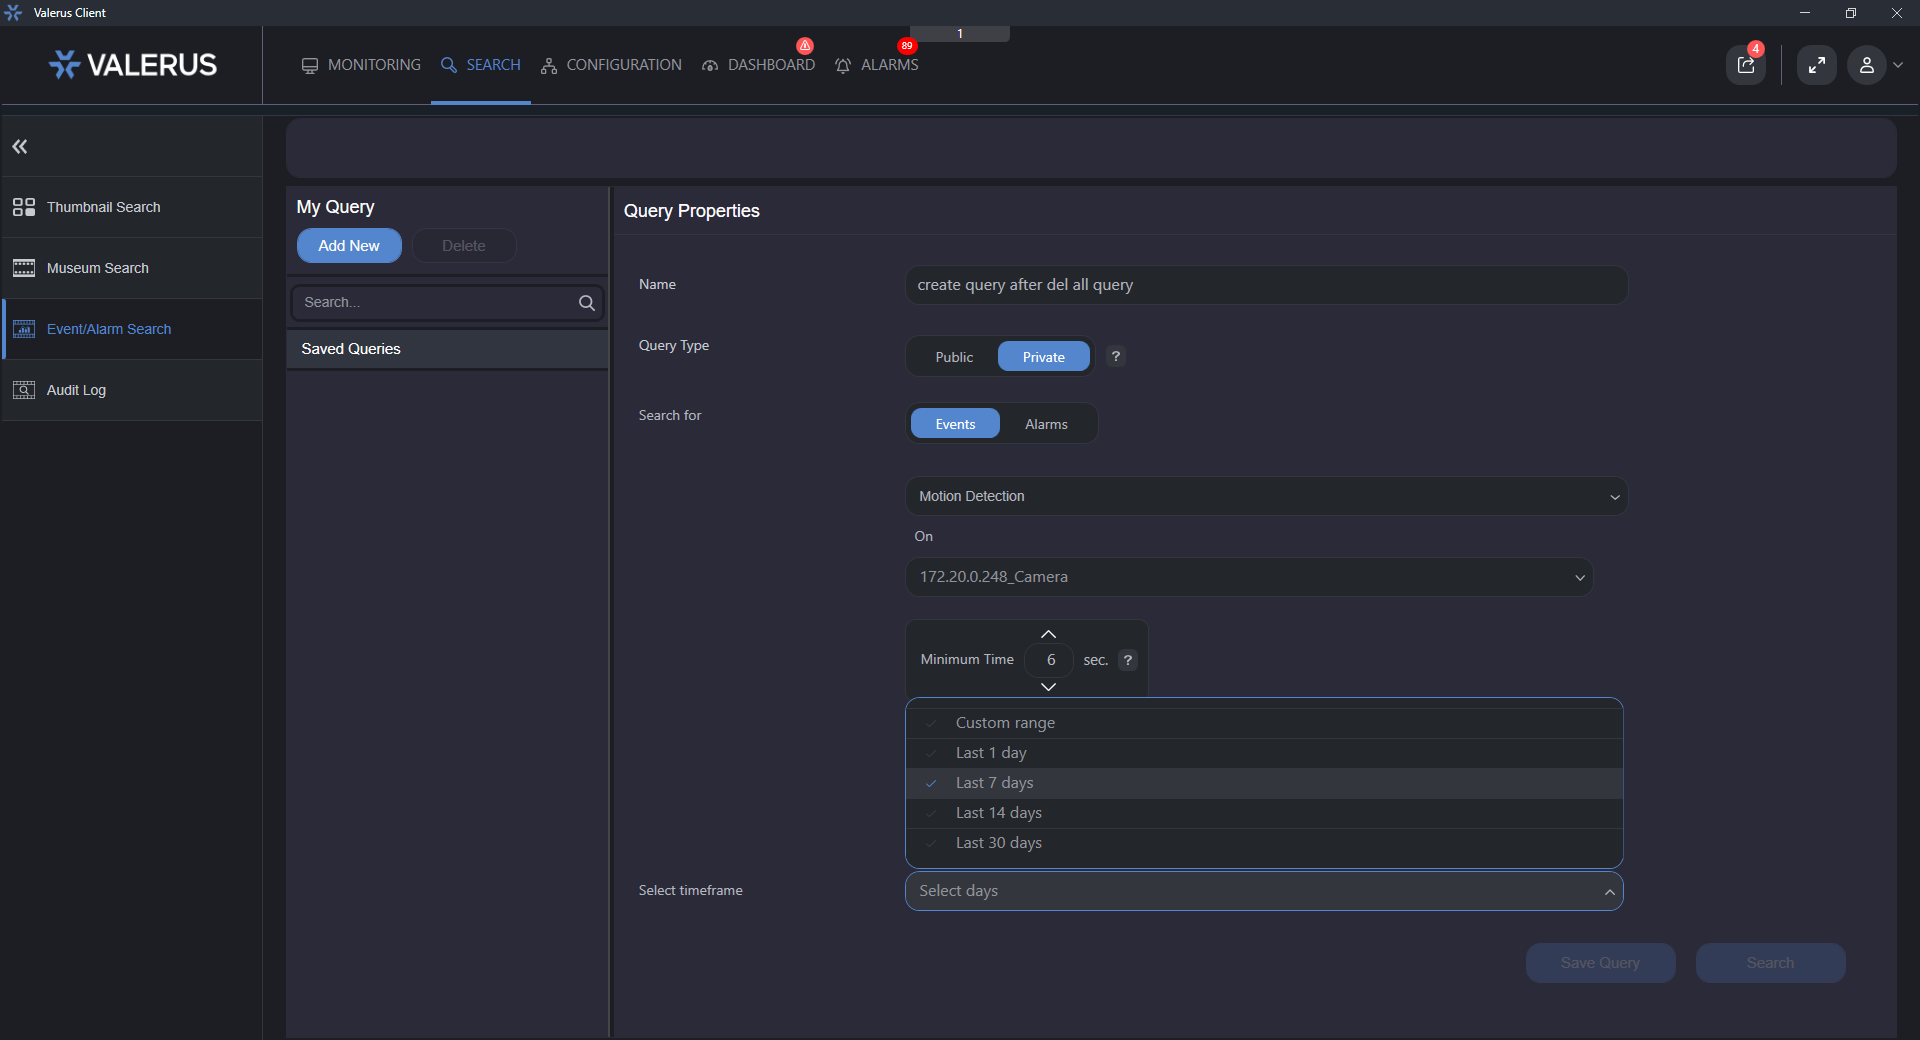 Valerus Client
1
VALERUS
MONITORING
SEARCH
CONFIGURATION
DASHBOARD
ALARMS
89
4
Thumbnail Search
Museum Search
Event/Alarm Search
Audit Log
My Query
Add New
Delete
Search...
Saved Queries
Query Properties
Name
create query after del all query
Query Type
Public
Private
?
Search for
Events
Alarms
Motion Detection
On
172.20.0.248_Camera
Minimum Time
6
sec.
?
Custom range
Last 1 day
Last 7 days
Last 14 days
Last 30 days
Select timeframe
Select days
Save Query
Search